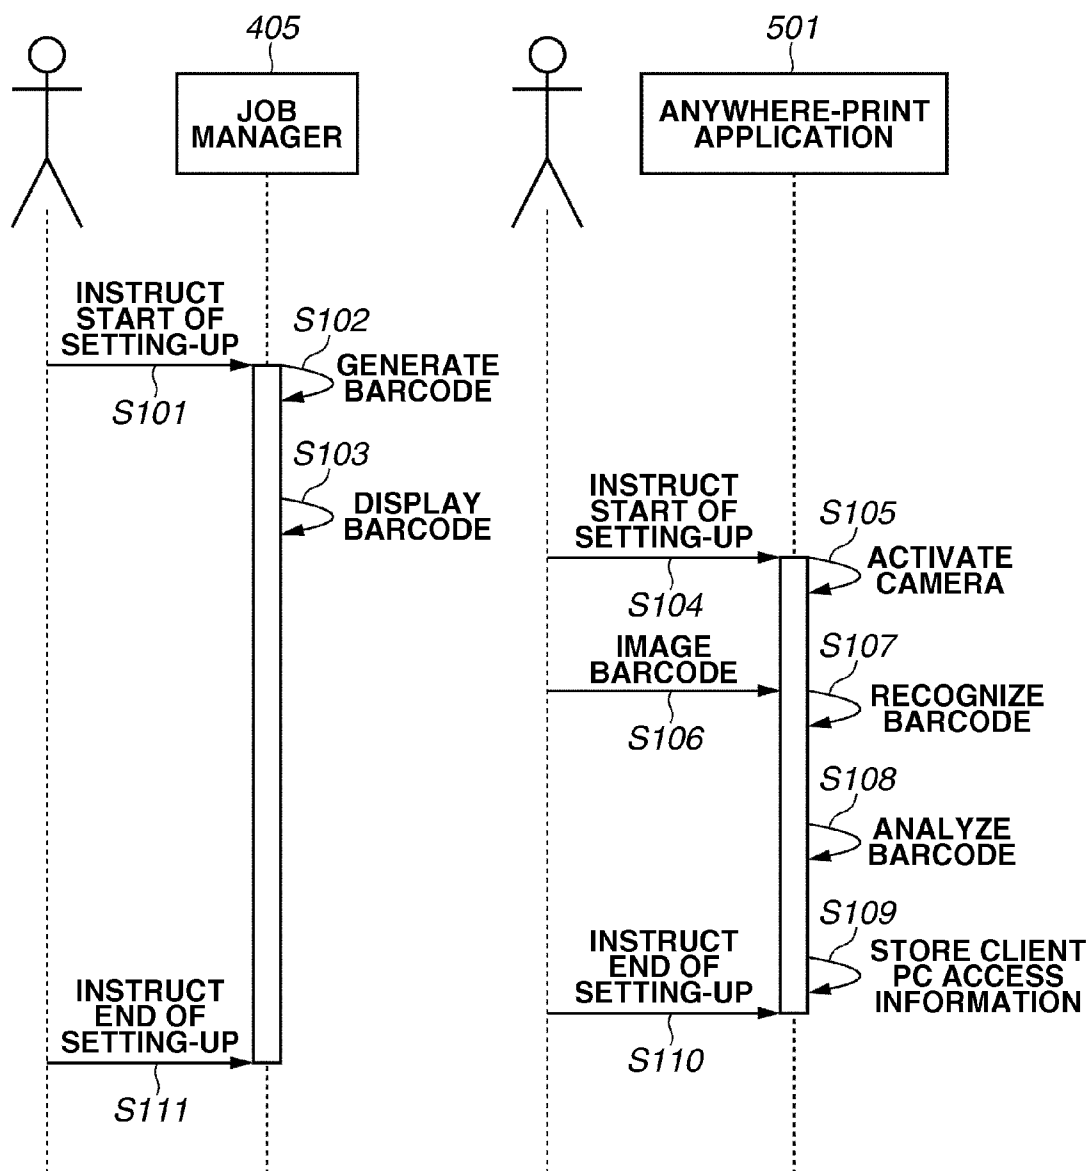 405
501
JOB
MANAGER
ANYWHERE-PRINT
APPLICATION
INSTRUCT
START OF
SETTING-UP
S101
S102
GENERATE
BARCODE
S103
DISPLAY
BARCODE
INSTRUCT
START OF
SETTING-UP
S104
S105
ACTIVATE
CAMERA
IMAGE
BARCODE
S106
S107
RECOGNIZE
BARCODE
S108
ANALYZE
BARCODE
S109
STORE CLIENT
PC ACCESS
INFORMATION
INSTRUCT
END OF
SETTING-UP
S110
INSTRUCT
END OF
SETTING-UP
S111